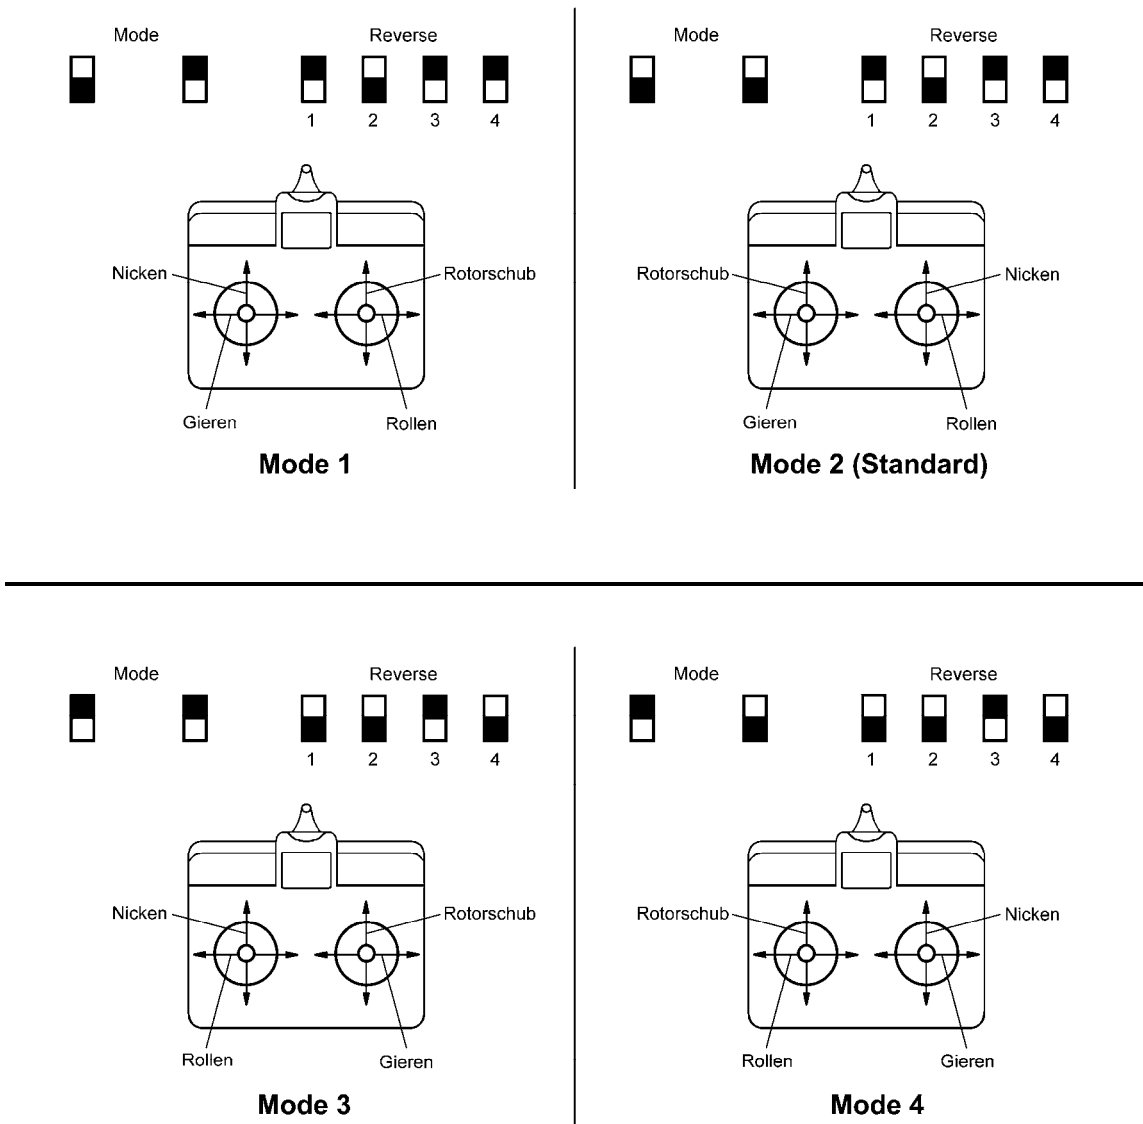 Mode Reverse
1 2 3 4
Nicken Rotorschub
Gieren Rollen
Mode 1
Mode Reverse
1 2 3 4
Rotorschub Nicken
Gieren Rollen
Mode 2 (Standard)
Mode Reverse
1 2 3 4
Nicken Rotorschub
Rollen Gieren
Mode 3
Mode Reverse
1 2 3 4
Rotorschub Nicken
Rollen Gieren
Mode 4